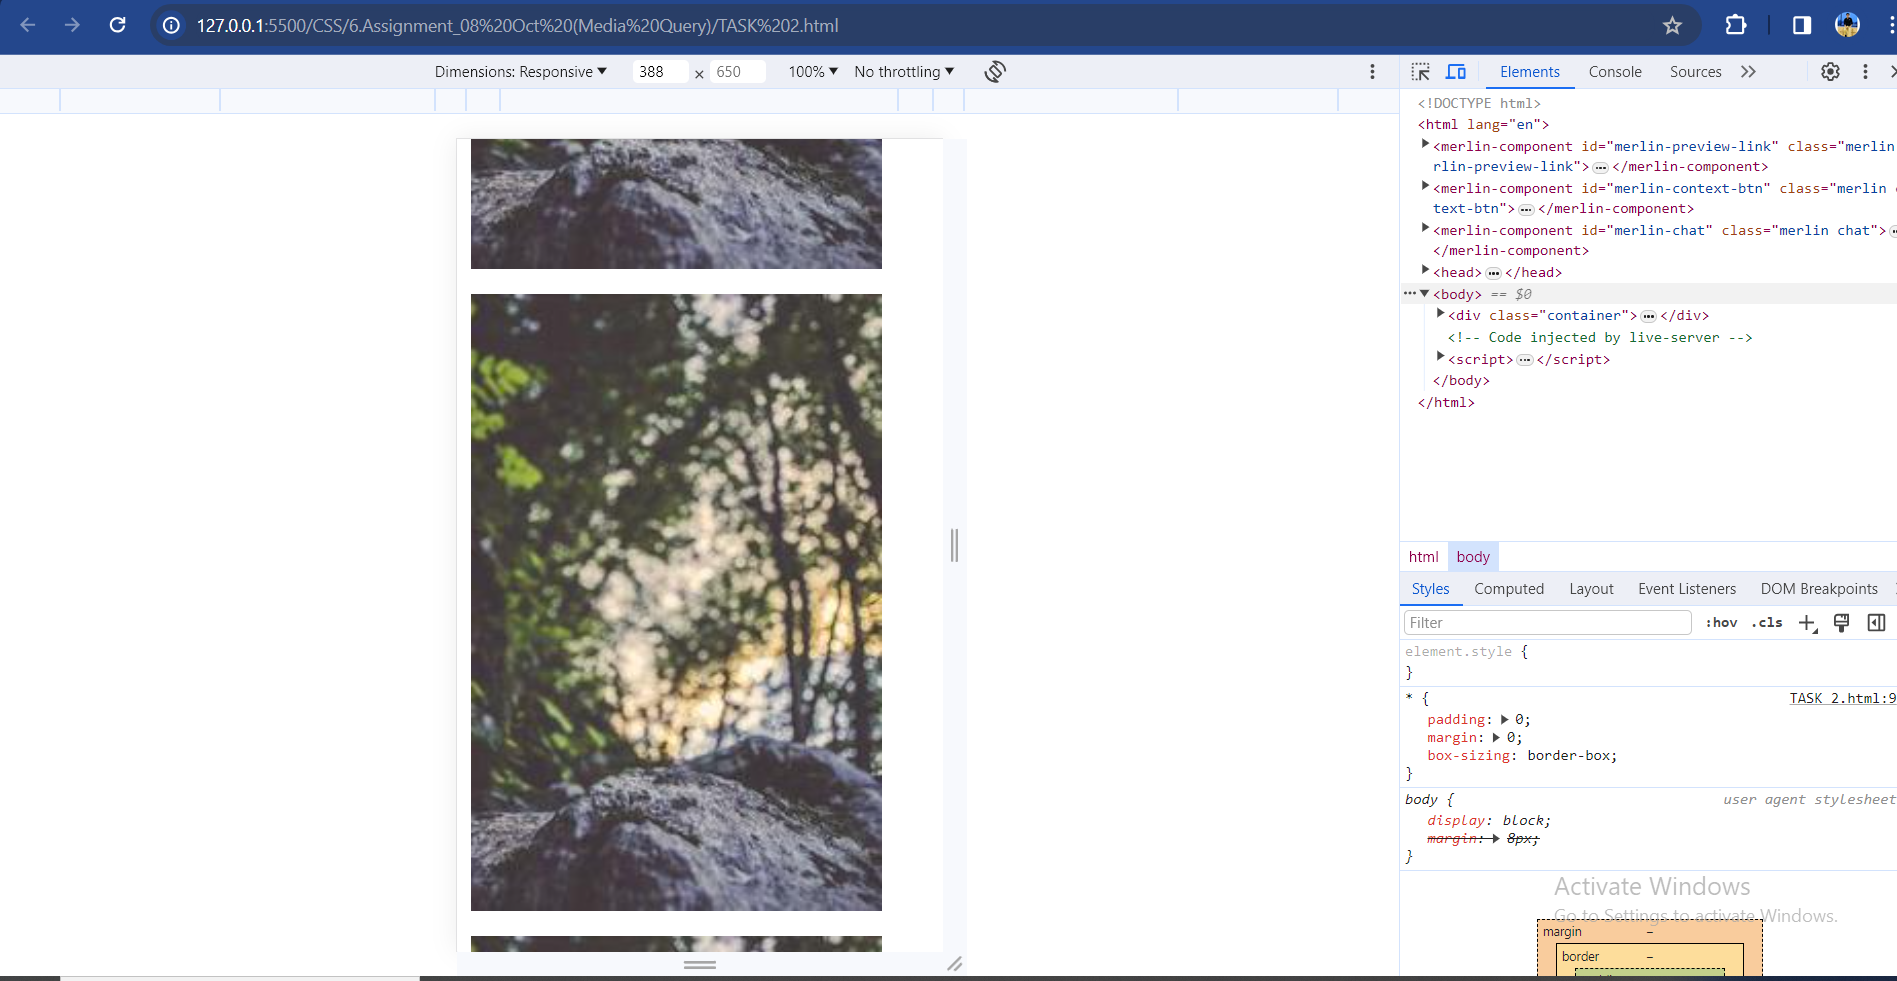 127.0.0.1:5500/CSS/6.Assignment_08%20Oct%20(Media%20Query)/TASK%202.html
Dimensions: Responsive 388 × 650 100% No throttling
Elements Console Sources
<!DOCTYPE html>
<html lang="en">
<merlin-component id="merlin-preview-link" class="merlin
rlin-preview-link"> … </merlin-component>
<merlin-component id="merlin-context-btn" class="merlin
text-btn"> … </merlin-component>
<merlin-component id="merlin-chat" class="merlin chat"> …
</merlin-component>
<head> … </head>
<body> == $0
<div class="container"> … </div>
<!-- Code injected by live-server -->
<script> … </script>
</body>
</html>
html body
Styles Computed Layout Event Listeners DOM Breakpoints
Filter :hov .cls
element.style {
}
* { TASK 2.html:9
padding: 0;
margin: 0;
box-sizing: border-box;
}
body { user agent stylesheet
display: block;
margin: 8px;
}
Activate Windows
Go to Settings to activate Windows.
margin –
border –